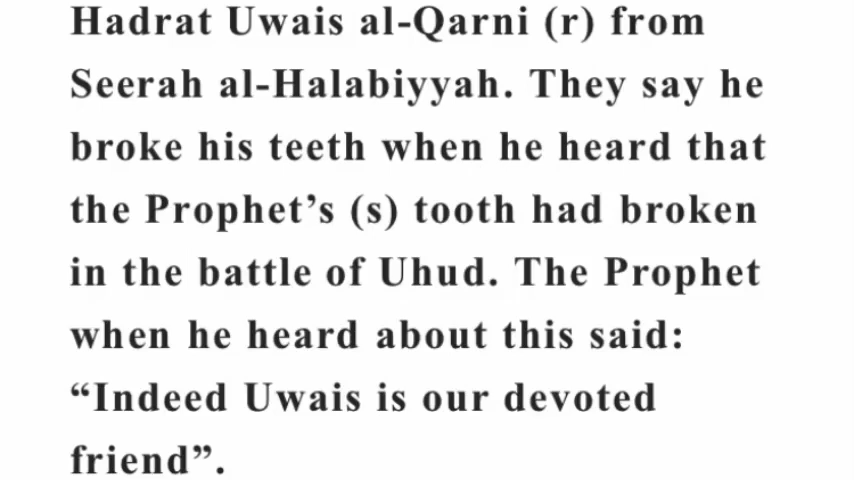 Hadrat Uwais al-Qarni (r) from
Seerah al-Halabiyyah. They say he
broke his teeth when he heard that
the Prophet’s (s) tooth had broken
in the battle of Uhud. The Prophet
when he heard about this said:
“Indeed Uwais is our devoted
friend”.